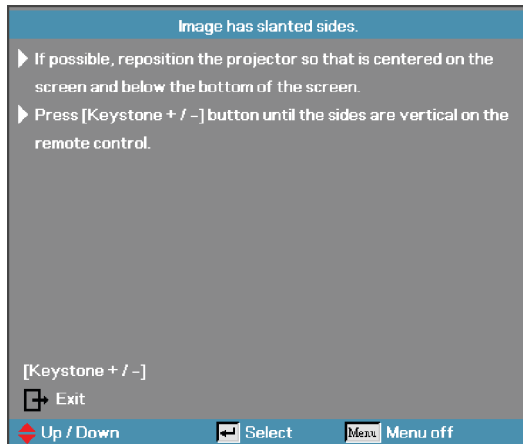 Image has slanted sides.
If possible, reposition the projector so that is centered on the
screen and below the bottom of the screen.
Press [Keystone + / -] button until the sides are vertical on the
remote control.
[Keystone + / -]
Exit
Up / Down Select Menu Menu off